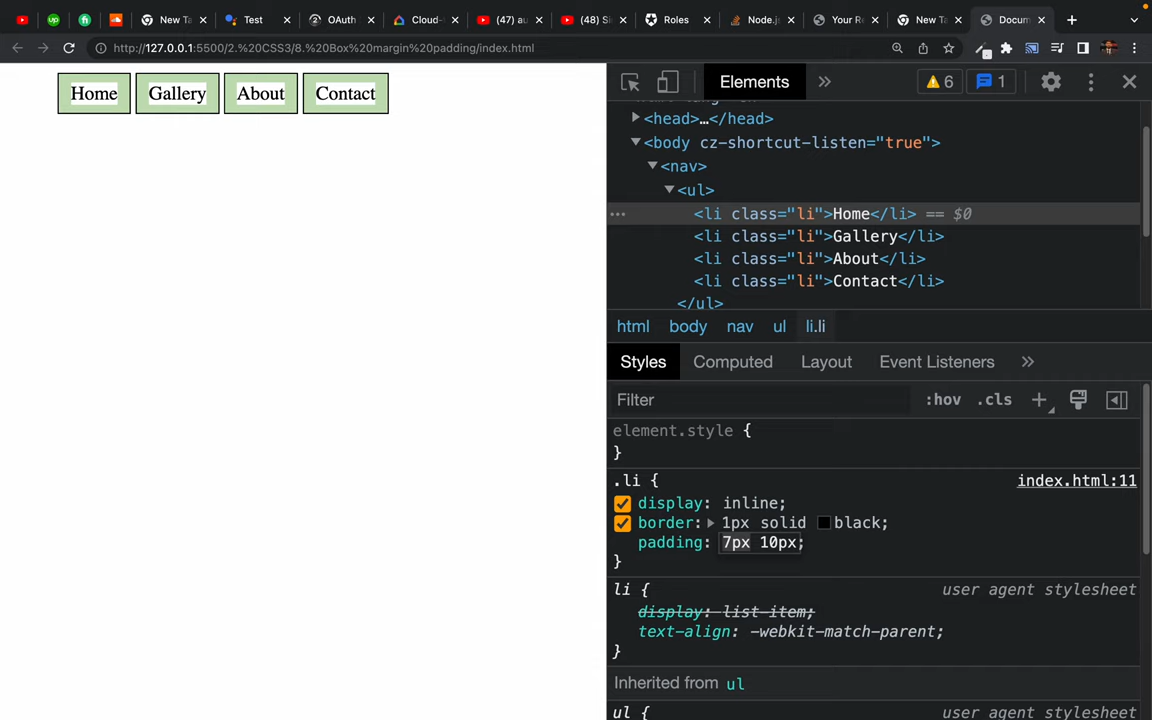 New Ta
Test
OAuth
Cloud-
(47) au
(48) Sl
Roles
Node.js
Your Re
New Ta
Docum
http://127.0.0.1:5500/2.%20CSS3/8.%20Box%20margin%20padding/index.html
Home Gallery About Contact
Elements 6 1
<head>…</head>
<body cz-shortcut-listen="true">
<nav>
<ul>
<li class="li">Home</li> == $0
<li class="li">Gallery</li>
<li class="li">About</li>
<li class="li">Contact</li>
</ul>
html body nav ul li.li
Styles Computed Layout Event Listeners
Filter :hov .cls
element.style {
}
.li { index.html:11
display: inline;
border: 1px solid black;
padding: 7px 10px;
}
li { user agent stylesheet
display: list-item;
text-align: -webkit-match-parent;
}
Inherited from ul
ul { user agent stylesheet